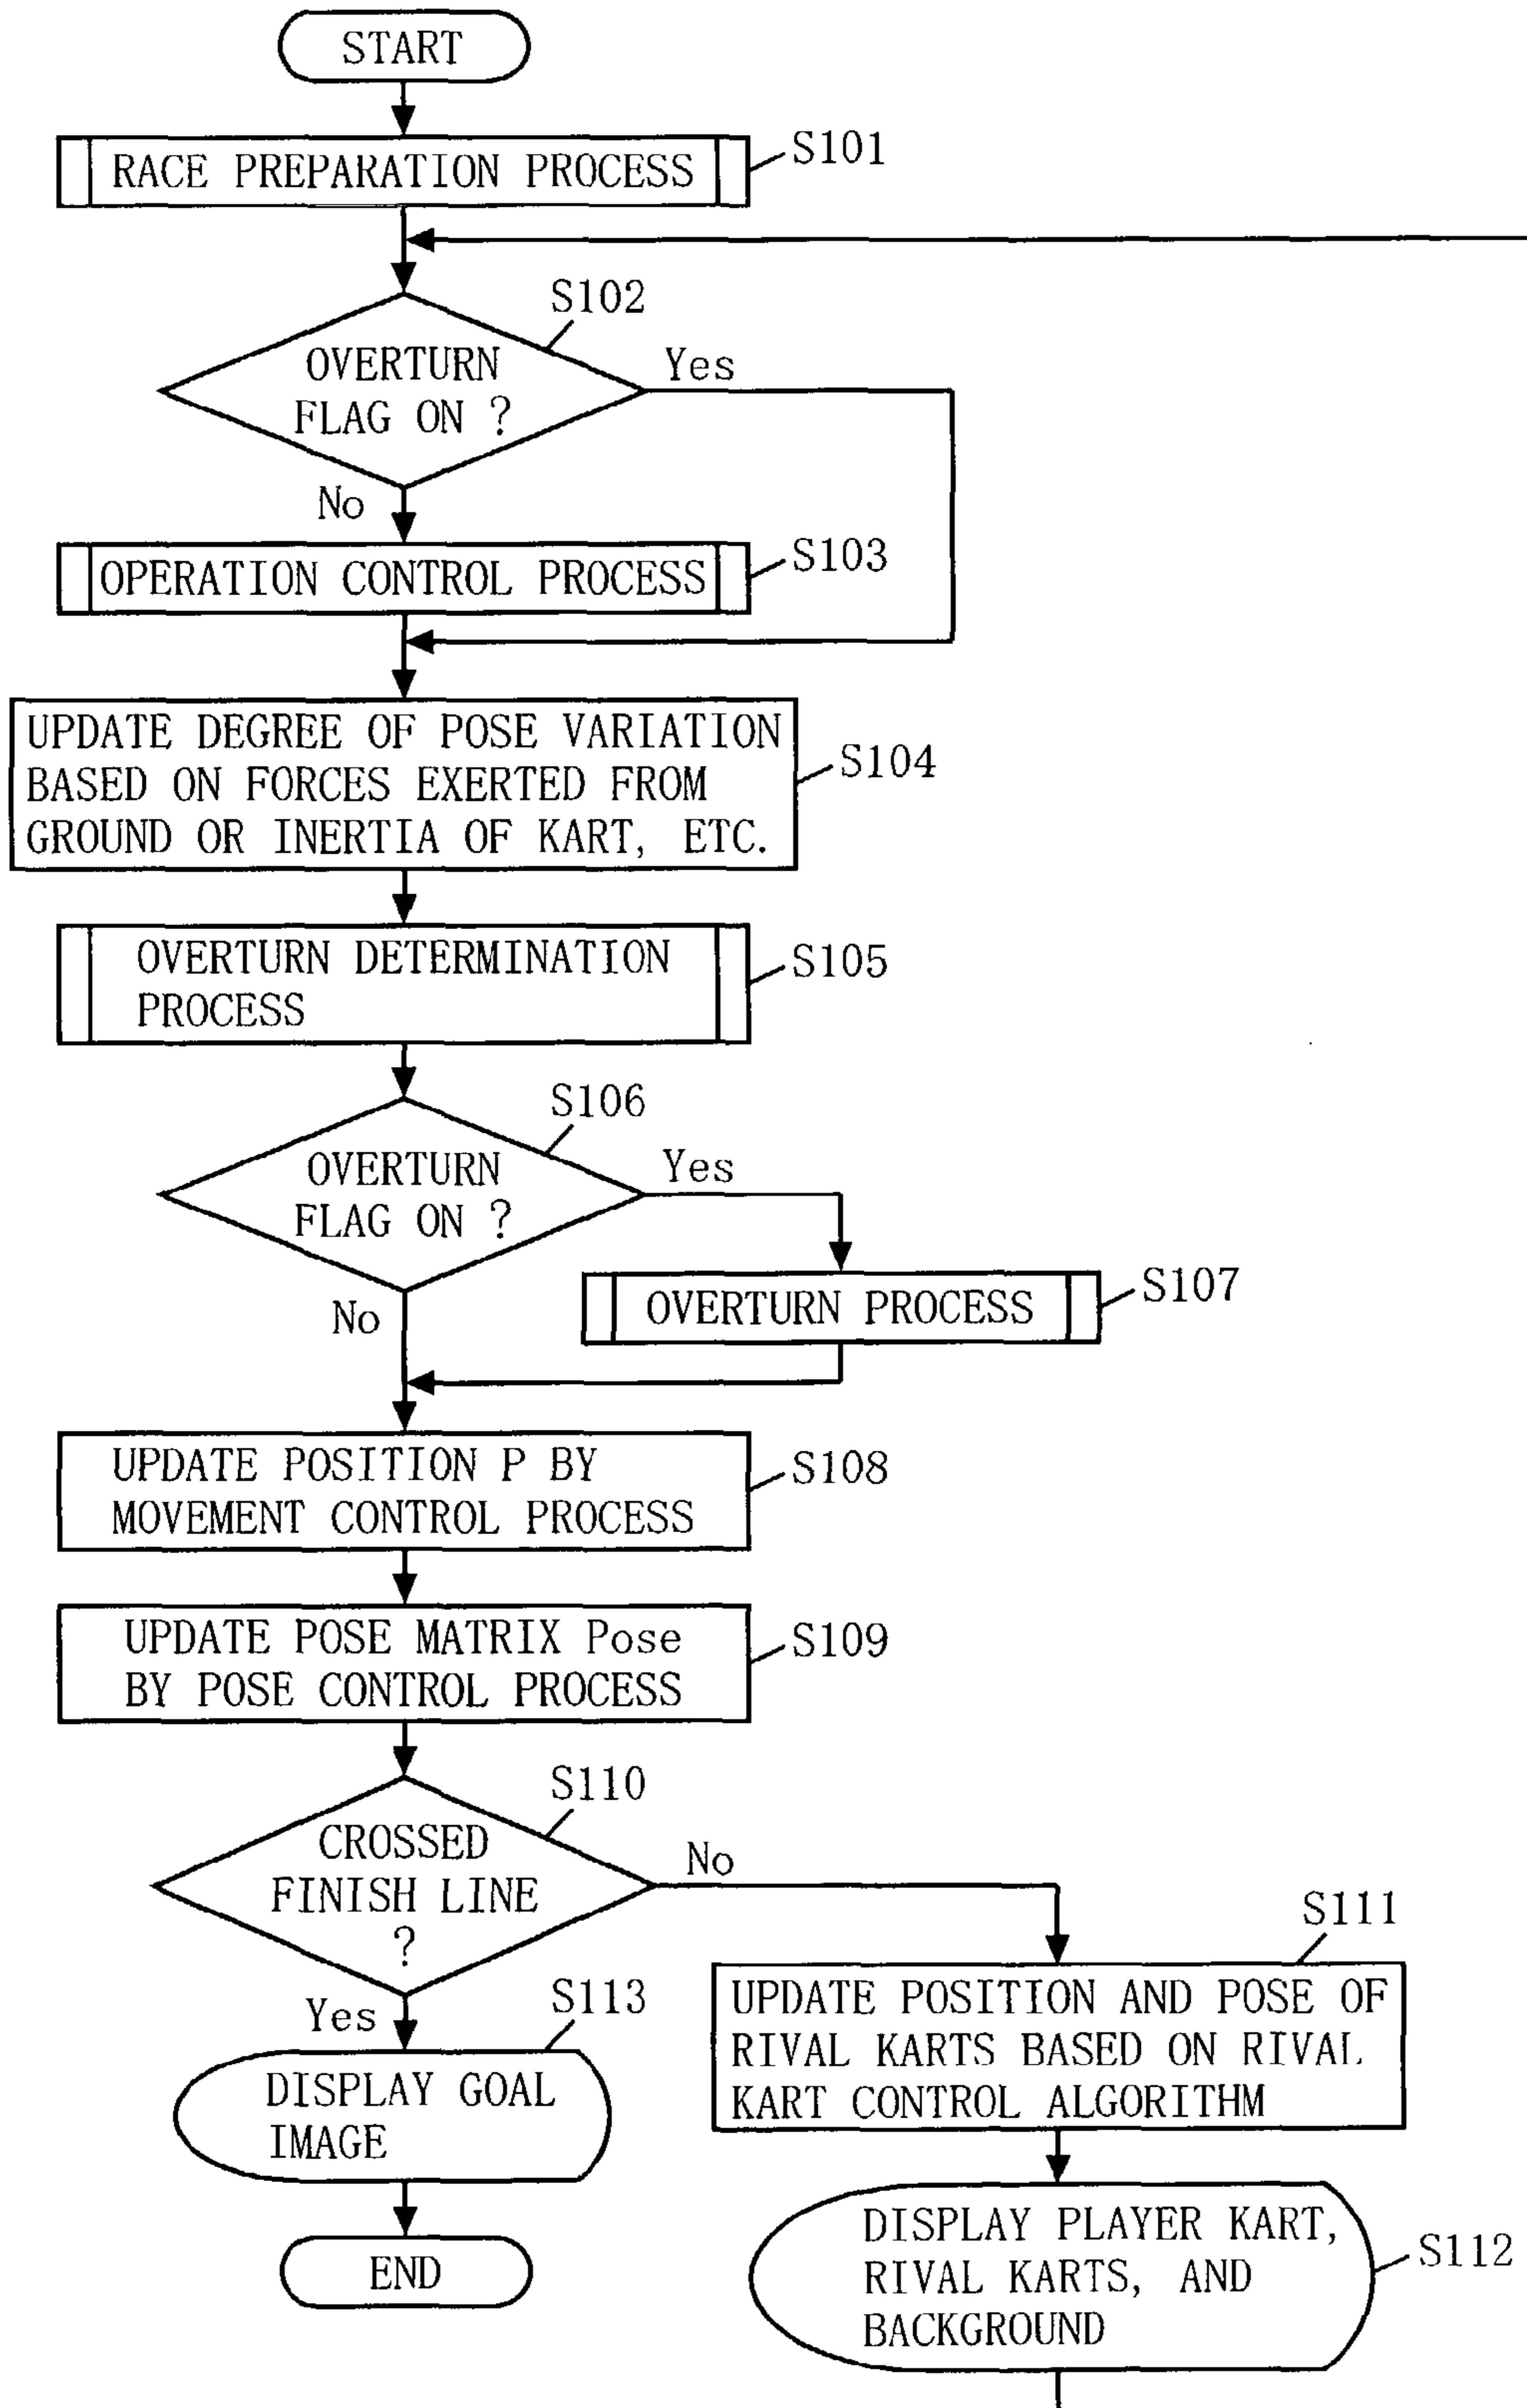 START
RACE PREPARATION PROCESS
S101
S102
OVERTURN
FLAG ON ?
Yes
No
OPERATION CONTROL PROCESS
S103
UPDATE DEGREE OF POSE VARIATION
BASED ON FORCES EXERTED FROM
GROUND OR INERTIA OF KART, ETC.
S104
OVERTURN DETERMINATION
PROCESS
S105
S106
OVERTURN
FLAG ON ?
Yes
No
OVERTURN PROCESS
S107
UPDATE POSITION P BY
MOVEMENT CONTROL PROCESS
S108
UPDATE POSE MATRIX Pose
BY POSE CONTROL PROCESS
S109
S110
CROSSED
FINISH LINE
?
No
Yes
S113
DISPLAY GOAL
IMAGE
END
S111
UPDATE POSITION AND POSE OF
RIVAL KARTS BASED ON RIVAL
KART CONTROL ALGORITHM
DISPLAY PLAYER KART,
RIVAL KARTS, AND
BACKGROUND
S112